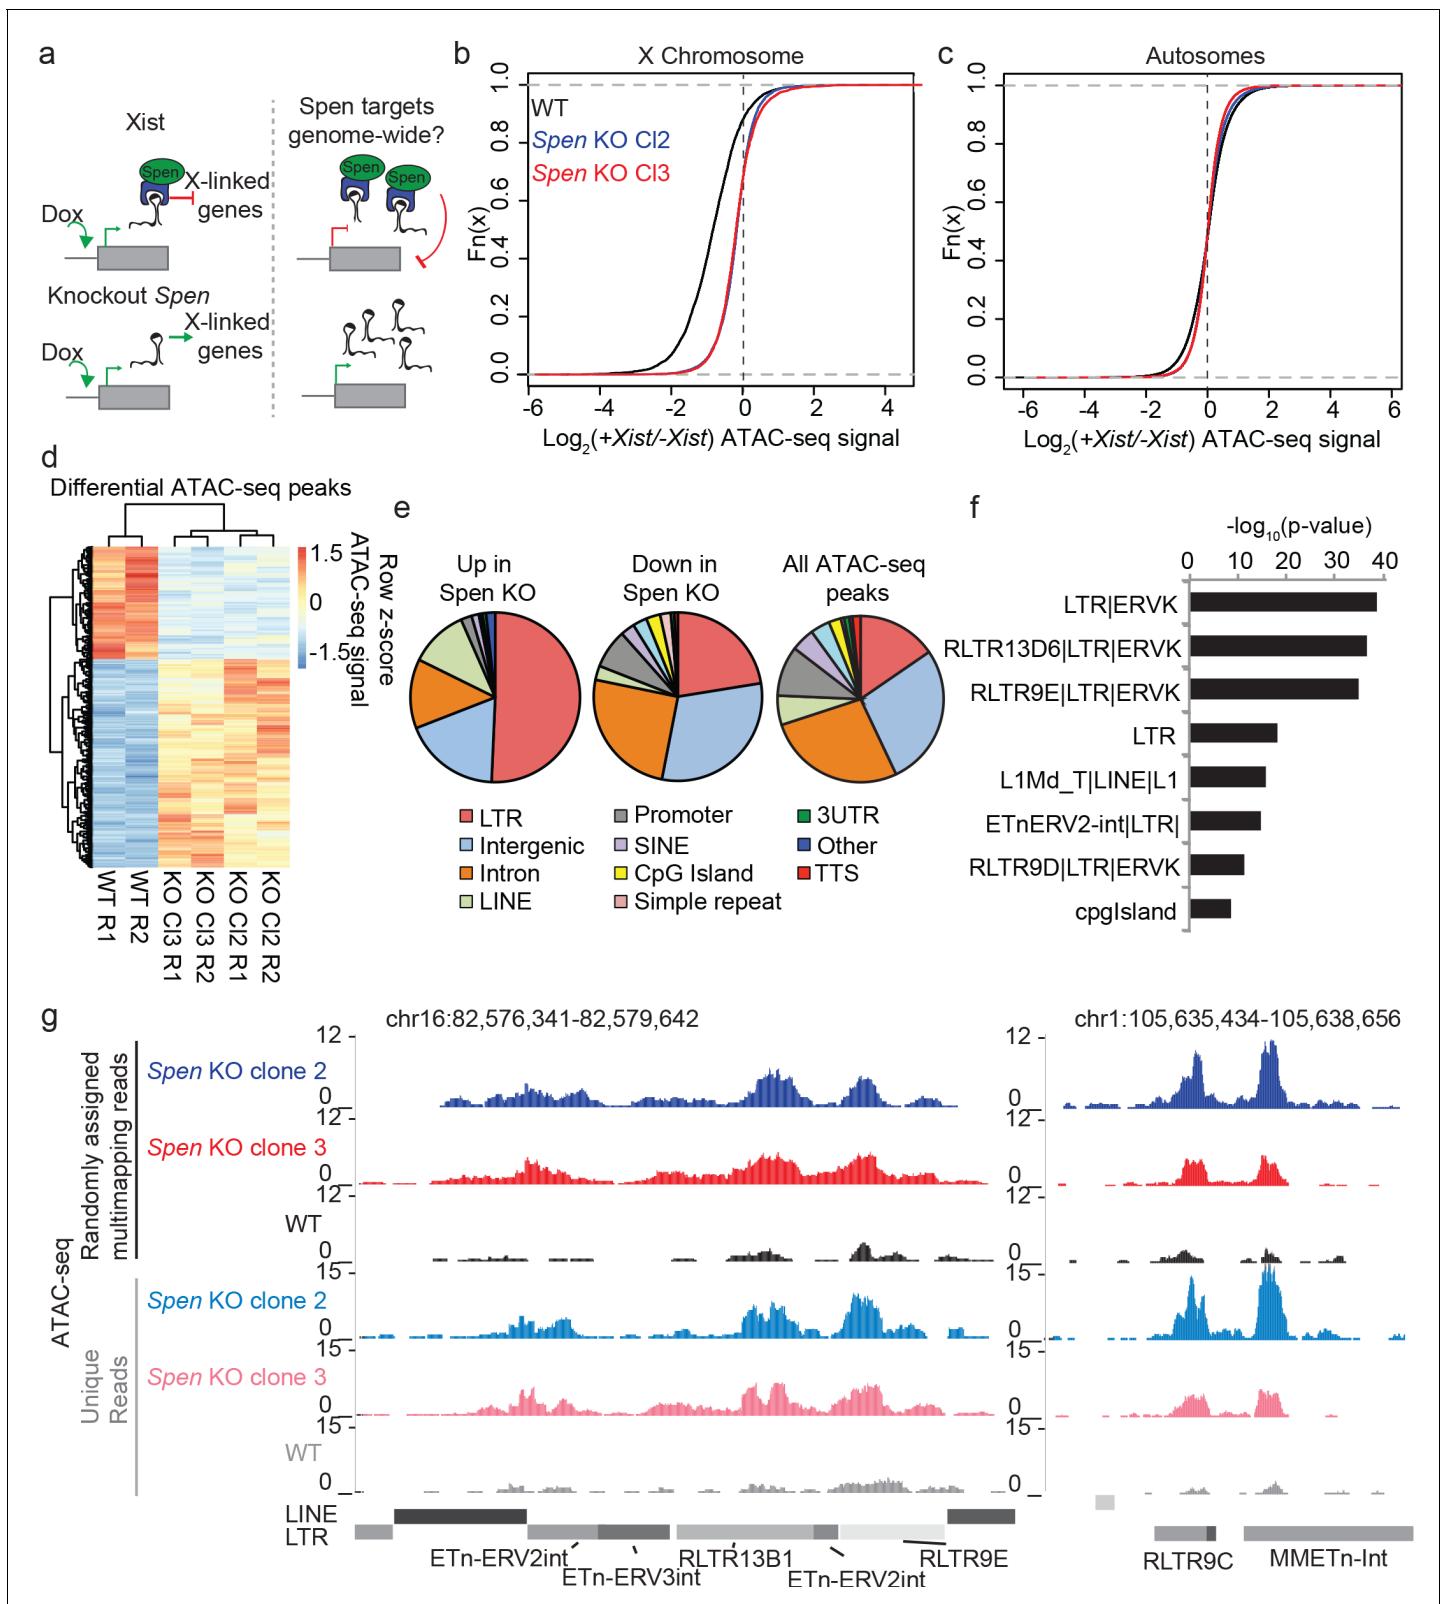 a
Xist
Spen
X-linked
genes
Dox
Knockout Spen
X-linked
genes
Dox
Spen targets
genome-wide?
Spen
Spen
b
X Chromosome
WT
Spen KO Cl2
Spen KO Cl3
Fn(x)
0.0 0.2 0.4 0.6 0.8 1.0
-6 -4 -2 0 2 4
Log2(+Xist/-Xist) ATAC-seq signal
c
Autosomes
Fn(x)
0.0 0.2 0.4 0.6 0.8 1.0
-6 -4 -2 0 2 4 6
Log2(+Xist/-Xist) ATAC-seq signal
d
Differential ATAC-seq peaks
1.5
0
-1.5
Row z-score
ATAC-seq signal
WT R1
WT R2
KO Cl3 R1
KO Cl3 R2
KO Cl2 R1
KO Cl2 R2
e
Up in
Spen KO
Down in
Spen KO
All ATAC-seq
peaks
LTR
Intergenic
Intron
LINE
Promoter
SINE
CpG Island
Simple repeat
3UTR
Other
TTS
f
-log10(p-value)
0 10 20 30 40
LTR|ERVK
RLTR13D6|LTR|ERVK
RLTR9E|LTR|ERVK
LTR
L1Md_T|LINE|L1
ETnERV2-int|LTR|
RLTR9D|LTR|ERVK
cpgIsland
g
chr16:82,576,341-82,579,642
chr1:105,635,434-105,638,656
ATAC-seq
Randomly assigned
multimapping reads
Unique
Reads
12
Spen KO clone 2
0
12
Spen KO clone 3
0
12
WT
0
15
Spen KO clone 2
0
15
Spen KO clone 3
0
15
WT
0
12
0
12
0
12
0
15
0
15
0
15
0
LINE
LTR
ETn-ERV2int
ETn-ERV3int
RLTR13B1
ETn-ERV2int
RLTR9E
RLTR9C
MMETn-Int